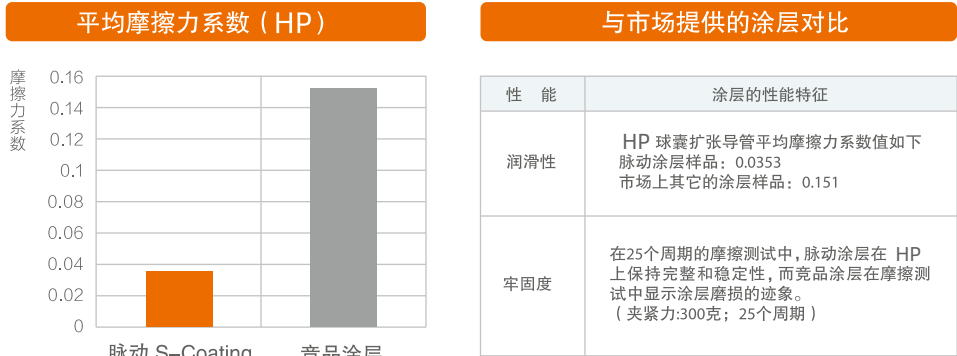 平均摩擦力系数（HP）
摩擦力系数
0.16
0.14
0.12
0.1
0.08
0.06
0.04
0.02
0
脉动 S-Coating
竞品涂层
与市场提供的涂层对比
性 能
涂层的性能特征
润滑性
HP 球囊扩张导管平均摩擦力系数值如下
脉动涂层样品：0.0353
市场上其它的涂层样品：0.151
牢固度
在25个周期的摩擦测试中，脉动涂层在 HP
上保持完整和稳定性，而竞品涂层在摩擦测
试中显示涂层磨损的迹象。
（夹紧力:300克；25个周期）